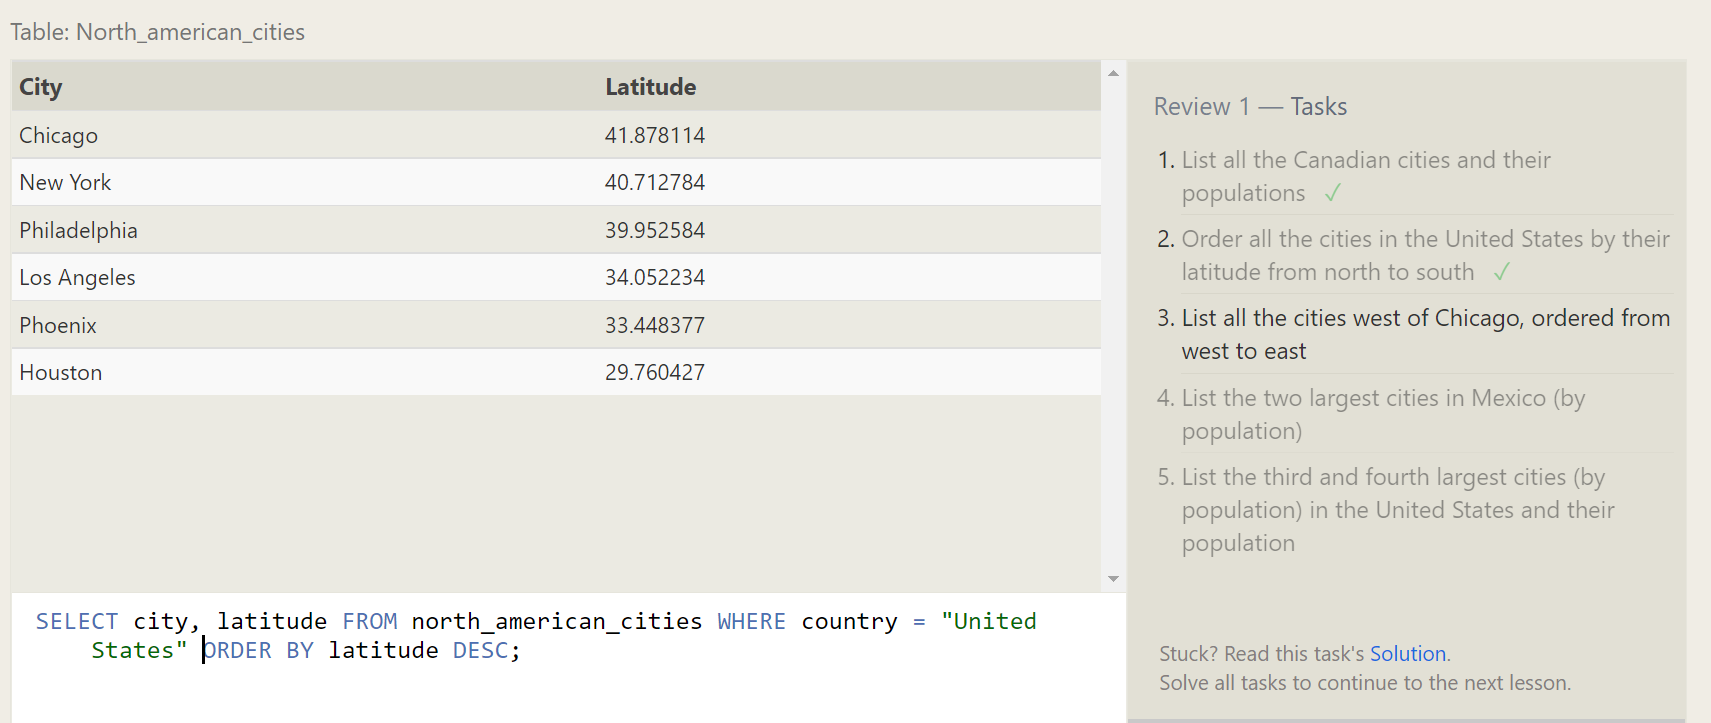 Table: North_american_cities
City Latitude
Chicago 41.878114
New York 40.712784
Philadelphia 39.952584
Los Angeles 34.052234
Phoenix 33.448377
Houston 29.760427
SELECT city, latitude FROM north_american_cities WHERE country = "United
States" ORDER BY latitude DESC;
Review 1 — Tasks
1. List all the Canadian cities and their
populations ✓
2. Order all the cities in the United States by their
latitude from north to south ✓
3. List all the cities west of Chicago, ordered from
west to east
4. List the two largest cities in Mexico (by
population)
5. List the third and fourth largest cities (by
population) in the United States and their
population
Stuck? Read this task's Solution.
Solve all tasks to continue to the next lesson.